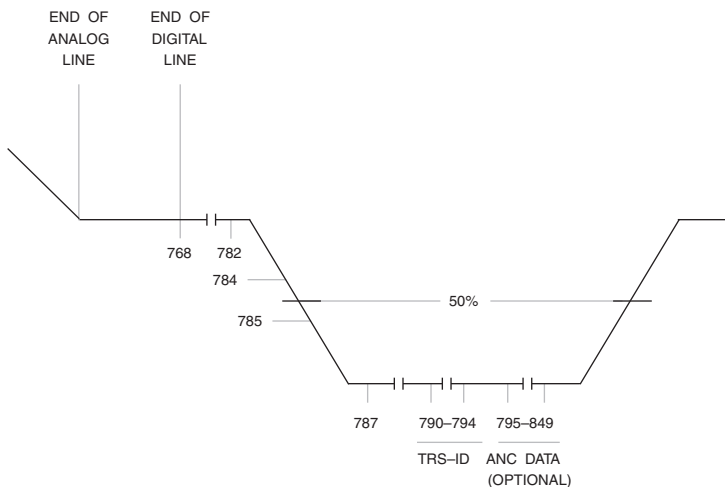 END OF
ANALOG
LINE
END OF
DIGITAL
LINE
768
782
784
50%
785
787
790–794
795–849
TRS–ID
ANC DATA
(OPTIONAL)